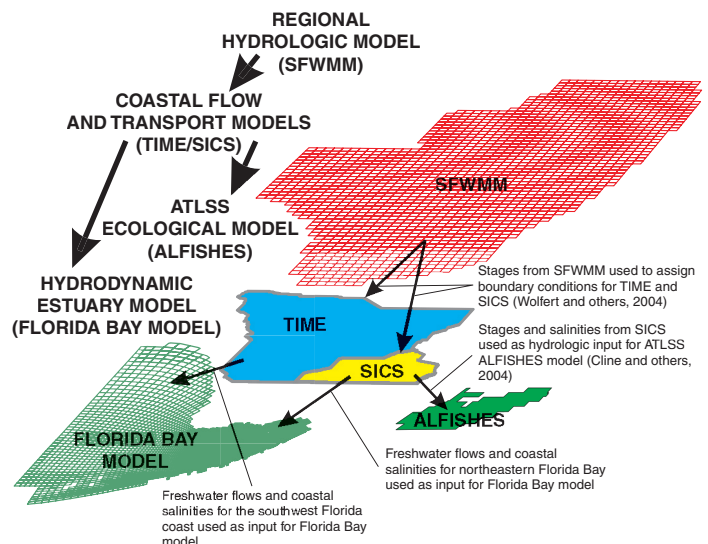 REGIONAL
HYDROLOGIC MODEL
(SFWMM)
COASTAL FLOW
AND TRANSPORT MODELS
(TIME/SICS)
ATLSS
ECOLOGICAL MODEL
(ALFISHES)
HYDRODYNAMIC
ESTUARY MODEL
(FLORIDA BAY MODEL)
SFWMM
Stages from SFWMM used to assign
boundary conditions for TIME and
SICS (Wolfert and others, 2004)
TIME
Stages and salinities from SICS
used as hydrologic input for ATLSS
ALFISHES model (Cline and others,
2004)
SICS
ALFISHES
FLORIDA BAY
MODEL
Freshwater flows and coastal
salinities for northeastern Florida Bay
used as input for Florida Bay model
Freshwater flows and coastal
salinities for the southwest Florida
coast used as input for Florida Bay
model